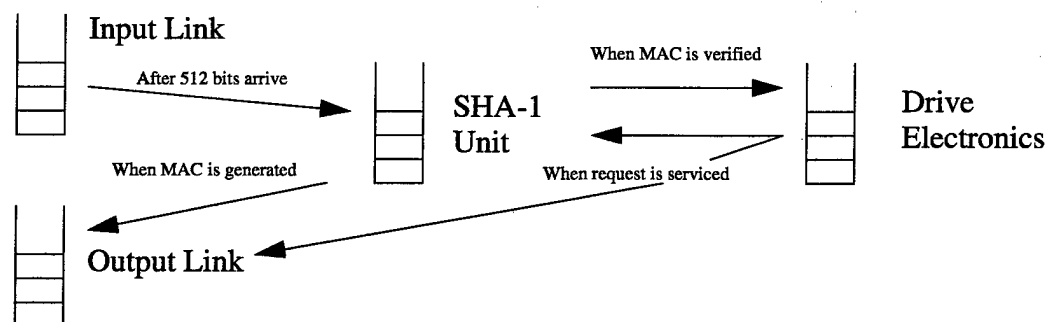 Input Link
After 512 bits arrive
When MAC is verified
SHA-1
Unit
Drive
Electronics
When MAC is generated
When request is serviced
Output Link